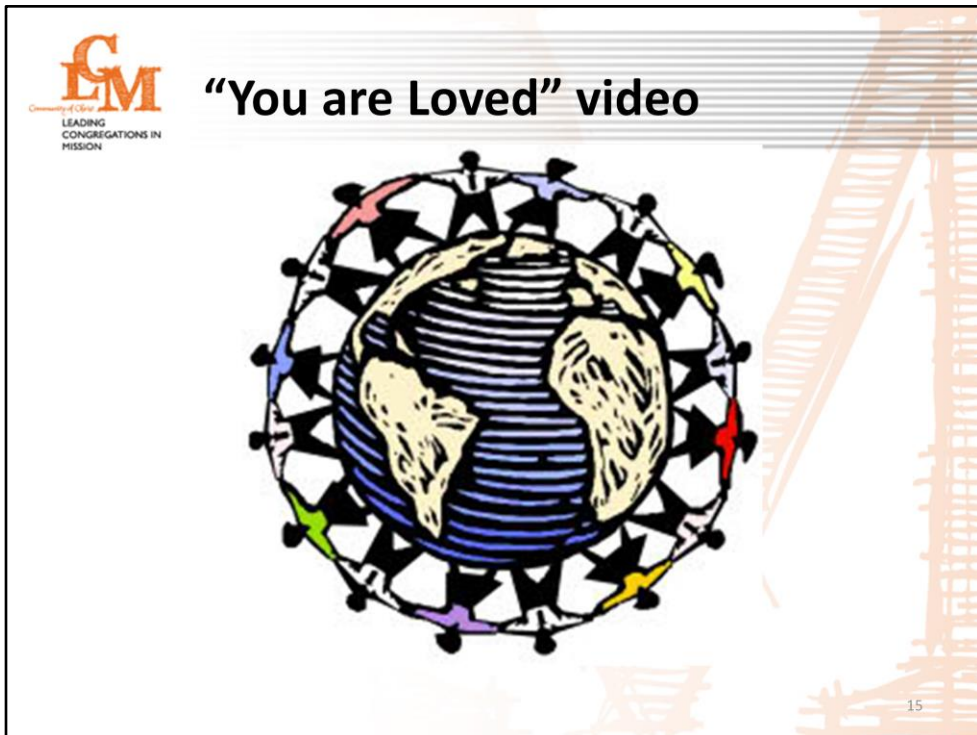 LCM
Community of Christ
LEADING
CONGREGATIONS IN
MISSION
“You are Loved” video
15